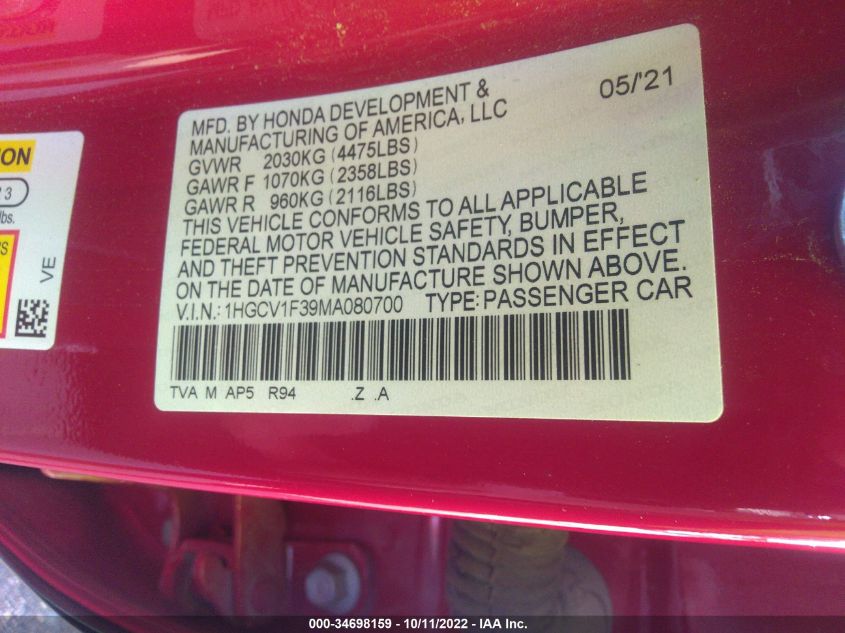 MFD. BY HONDA DEVELOPMENT &
MANUFACTURING OF AMERICA, LLC
05/'21
GVWR 2030KG (4475LBS)
GAWR F 1070KG (2358LBS)
GAWR R 960KG (2116LBS)
THIS VEHICLE CONFORMS TO ALL APPLICABLE
FEDERAL MOTOR VEHICLE SAFETY, BUMPER,
AND THEFT PREVENTION STANDARDS IN EFFECT
ON THE DATE OF MANUFACTURE SHOWN ABOVE.
V.I.N.: 1HGCV1F39MA080700 TYPE: PASSENGER CAR
TVA M AP5 R94 .Z .A
3
lbs.
VE
000-34698159 - 10/11/2022 - IAA Inc.